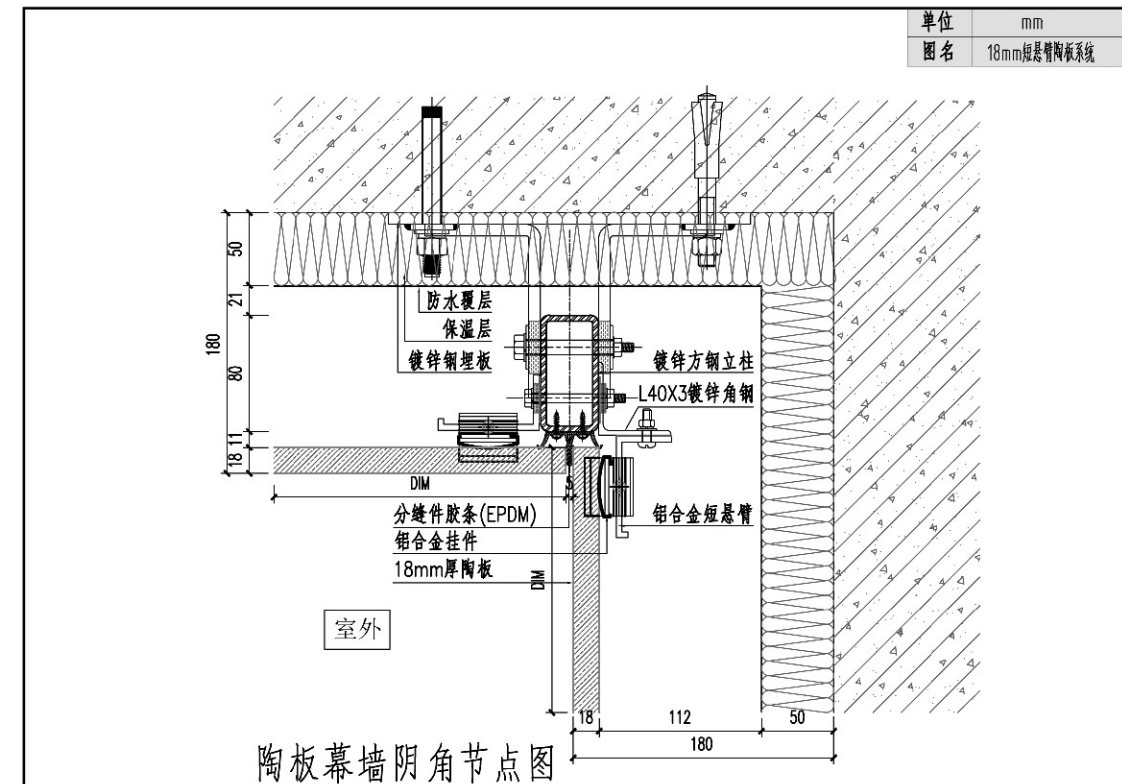 单位 mm
图名 18mm短悬臂陶板系统
50
21
180
80
11
18
防水覆层
保温层
镀锌钢埋板
镀锌方钢立柱
L40X3镀锌角钢
DIM
5
分缝件胶条(EPDM)
铝合金短悬臂
铝合金挂件
18mm厚陶板
DIM
室外
18
112
50
180
陶板幕墙阴角节点图